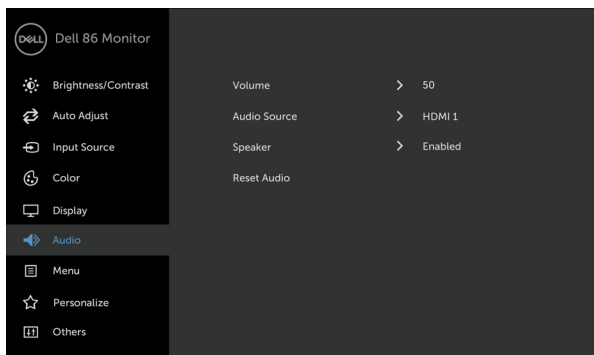 DELL Dell 86 Monitor
Brightness/Contrast
Auto Adjust
Input Source
Color
Display
Audio
Menu
Personalize
Others
Volume 50
Audio Source HDMI 1
Speaker Enabled
Reset Audio